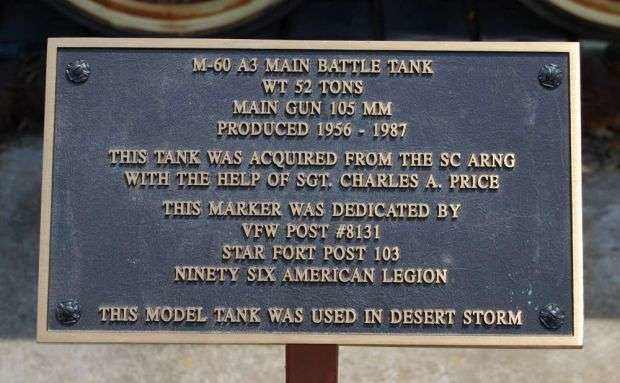 M-60 A3 MAIN BATTLE TANK
WT 52 TONS
MAIN GUN 105 MM
PRODUCED 1956 - 1987
THIS TANK WAS ACQUIRED FROM THE SC ARNG
WITH THE HELP OF SGT. CHARLES A. PRICE
THIS MARKER WAS DEDICATED BY
VFW POST #8131
STAR FORT POST 103
NINETY SIX AMERICAN LEGION
THIS MODEL TANK WAS USED IN DESERT STORM